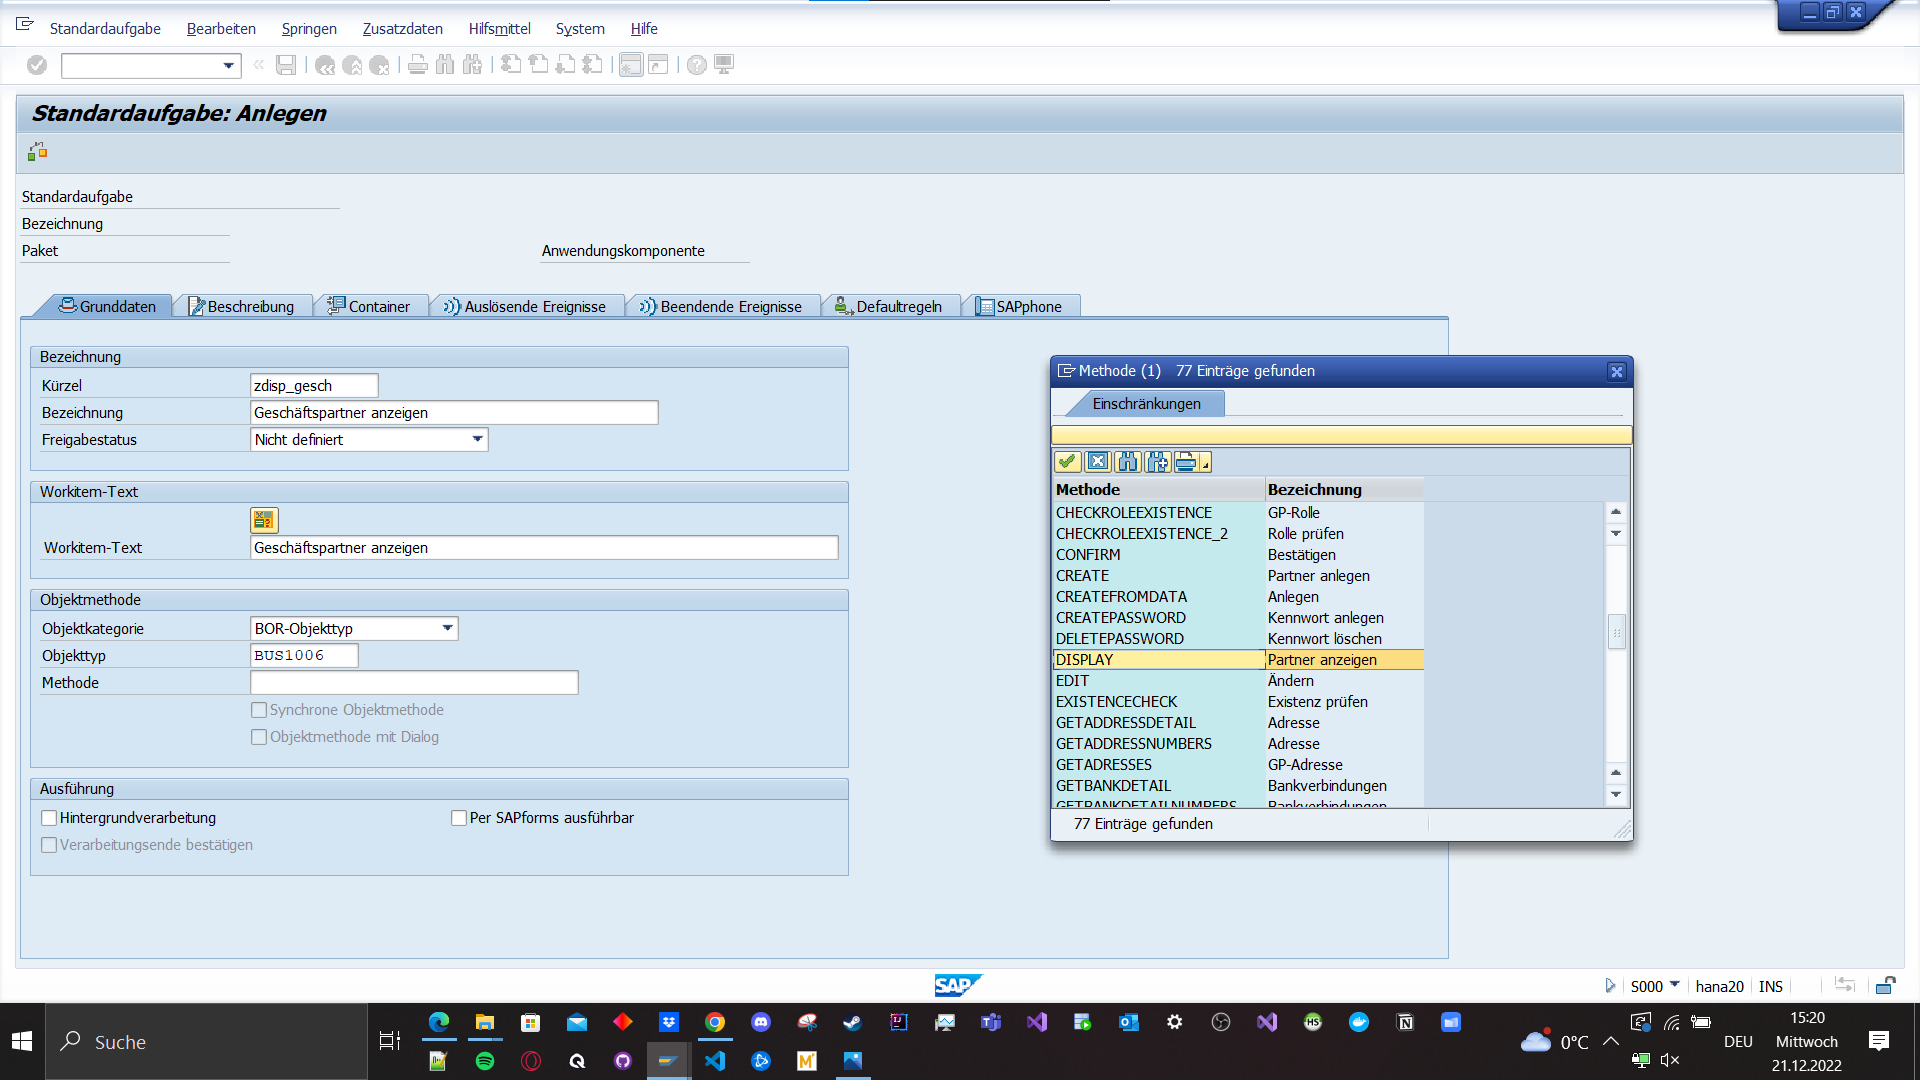 Standardaufgabe Bearbeiten Springen Zusatzdaten Hilfsmittel System Hilfe
Standardaufgabe: Anlegen
Standardaufgabe
Bezeichnung
Paket Anwendungskomponente
Grunddaten Beschreibung Container Auslösende Ereignisse Beendende Ereignisse Defaultregeln SAPphone
Bezeichnung
Kürzel zdisp_gesch
Bezeichnung Geschäftspartner anzeigen
Freigabestatus Nicht definiert
Workitem-Text
Workitem-Text Geschäftspartner anzeigen
Objektmethode
Objektkategorie BOR-Objekttyp
Objekttyp BUS1006
Methode
Synchrone Objektmethode
Objektmethode mit Dialog
Ausführung
Hintergrundverarbeitung Per SAPforms ausführbar
Verarbeitungsende bestätigen
Methode (1) 77 Einträge gefunden
Einschränkungen
Methode Bezeichnung
CHECKROLEEXISTENCE GP-Rolle
CHECKROLEEXISTENCE_2 Rolle prüfen
CONFIRM Bestätigen
CREATE Partner anlegen
CREATEFROMDATA Anlegen
CREATEPASSWORD Kennwort anlegen
DELETEPASSWORD Kennwort löschen
DISPLAY Partner anzeigen
EDIT Ändern
EXISTENCECHECK Existenz prüfen
GETADDRESSDETAIL Adresse
GETADDRESSNUMBERS Adresse
GETADRESSES GP-Adresse
GETBANKDETAIL Bankverbindungen
GETBANKDETAILNUMBERS Bankverbindungen
77 Einträge gefunden
SAP
S000 hana20 INS
Suche
0°C
DEU
15:20
Mittwoch
21.12.2022